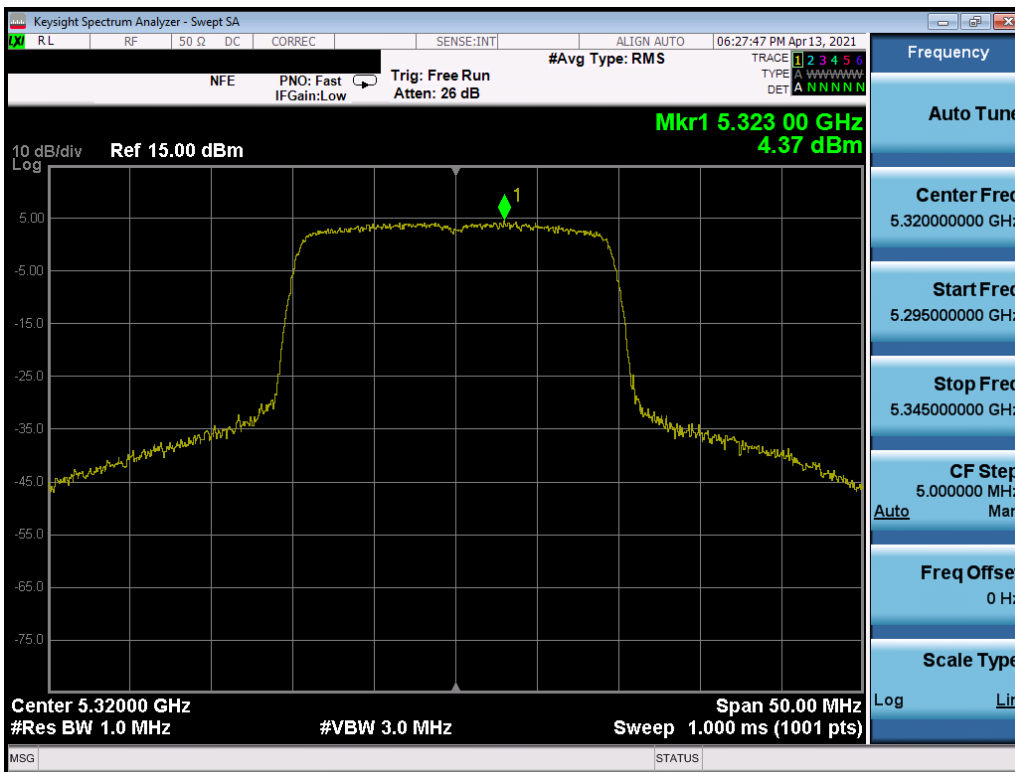 Keysight Spectrum Analyzer - Swept SA
LXI RL RF 50 Ω DC CORREC SENSE:INT ALIGN AUTO 06:27:47 PM Apr 13, 2021
NFE PNO: Fast IFGain:Low Trig: Free Run Atten: 26 dB #Avg Type: RMS
TRACE 1 2 3 4 5 6
TYPE A WWWWW
DET A N N N N N
Mkr1 5.323 00 GHz
4.37 dBm
10 dB/div Ref 15.00 dBm
Log
1
5.00
-5.00
-15.0
-25.0
-35.0
-45.0
-55.0
-65.0
-75.0
Center 5.32000 GHz Span 50.00 MHz
#Res BW 1.0 MHz #VBW 3.0 MHz Sweep 1.000 ms (1001 pts)
MSG STATUS
Frequency
Auto Tune
Center Freq
5.320000000 GHz
Start Freq
5.295000000 GHz
Stop Freq
5.345000000 GHz
CF Step
5.000000 MHz
Auto Man
Freq Offset
0 Hz
Scale Type
Log Lin